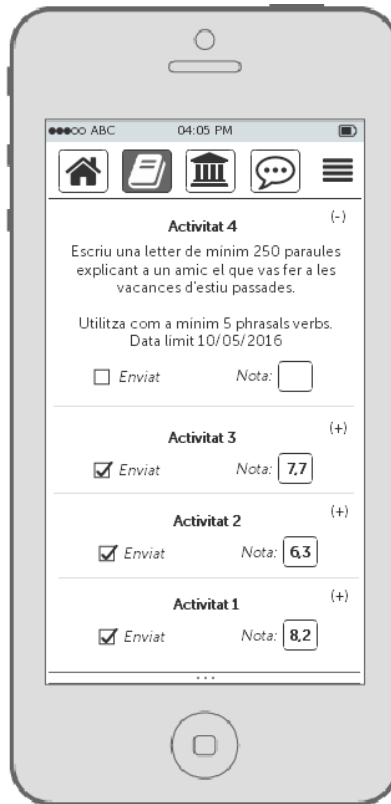 ABC 04:05 PM
(-)
Activitat 4
Escriu una letter de mínim 250 paraules
explicant a un amic el que vas fer a les
vacances d'estiu passades.
Utilitza com a mínim 5 phrasals verbs.
Data límit 10/05/2016
Enviat Nota:
(+)
Activitat 3
Enviat Nota: 7,7
(+)
Activitat 2
Enviat Nota: 6,3
(+)
Activitat 1
Enviat Nota: 8,2
...